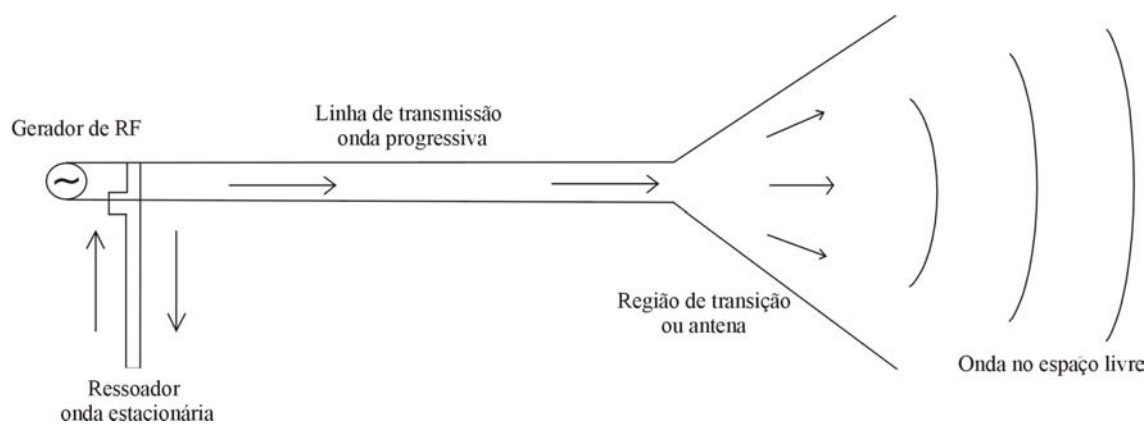 Linha de transmissão
onda progressiva
Gerador de RF
~
Região de transição
ou antena
Onda no espaço livre
Ressoador
onda estacionária